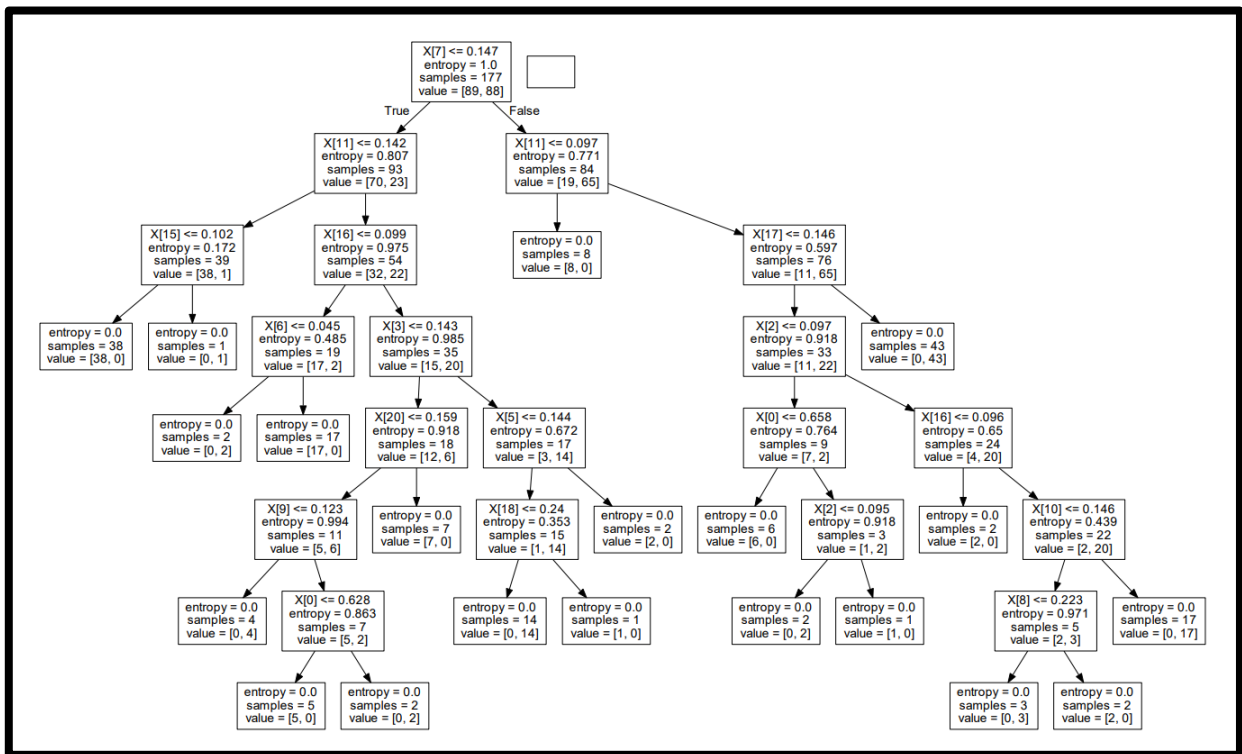 X[7] <= 0.147
entropy = 1.0
samples = 177
value = [89, 88]
True
False
X[11] <= 0.142
entropy = 0.807
samples = 93
value = [70, 23]
X[11] <= 0.097
entropy = 0.771
samples = 84
value = [19, 65]
X[15] <= 0.102
entropy = 0.172
samples = 39
value = [38, 1]
X[16] <= 0.099
entropy = 0.975
samples = 54
value = [32, 22]
entropy = 0.0
samples = 8
value = [8, 0]
X[17] <= 0.146
entropy = 0.597
samples = 76
value = [11, 65]
entropy = 0.0
samples = 38
value = [38, 0]
entropy = 0.0
samples = 1
value = [0, 1]
X[6] <= 0.045
entropy = 0.485
samples = 19
value = [17, 2]
X[3] <= 0.143
entropy = 0.985
samples = 35
value = [15, 20]
X[2] <= 0.097
entropy = 0.918
samples = 33
value = [11, 22]
entropy = 0.0
samples = 43
value = [0, 43]
entropy = 0.0
samples = 2
value = [0, 2]
entropy = 0.0
samples = 17
value = [17, 0]
X[20] <= 0.159
entropy = 0.918
samples = 18
value = [12, 6]
X[5] <= 0.144
entropy = 0.672
samples = 17
value = [3, 14]
X[0] <= 0.658
entropy = 0.764
samples = 9
value = [7, 2]
X[16] <= 0.096
entropy = 0.65
samples = 24
value = [4, 20]
X[9] <= 0.123
entropy = 0.994
samples = 11
value = [5, 6]
entropy = 0.0
samples = 7
value = [7, 0]
X[18] <= 0.24
entropy = 0.353
samples = 15
value = [1, 14]
entropy = 0.0
samples = 2
value = [2, 0]
entropy = 0.0
samples = 6
value = [6, 0]
X[2] <= 0.095
entropy = 0.918
samples = 3
value = [1, 2]
entropy = 0.0
samples = 2
value = [2, 0]
X[10] <= 0.146
entropy = 0.439
samples = 22
value = [2, 20]
entropy = 0.0
samples = 4
value = [0, 4]
X[0] <= 0.628
entropy = 0.863
samples = 7
value = [5, 2]
entropy = 0.0
samples = 14
value = [0, 14]
entropy = 0.0
samples = 1
value = [1, 0]
entropy = 0.0
samples = 2
value = [0, 2]
entropy = 0.0
samples = 1
value = [1, 0]
X[8] <= 0.223
entropy = 0.971
samples = 5
value = [2, 3]
entropy = 0.0
samples = 17
value = [0, 17]
entropy = 0.0
samples = 5
value = [5, 0]
entropy = 0.0
samples = 2
value = [0, 2]
entropy = 0.0
samples = 3
value = [0, 3]
entropy = 0.0
samples = 2
value = [2, 0]